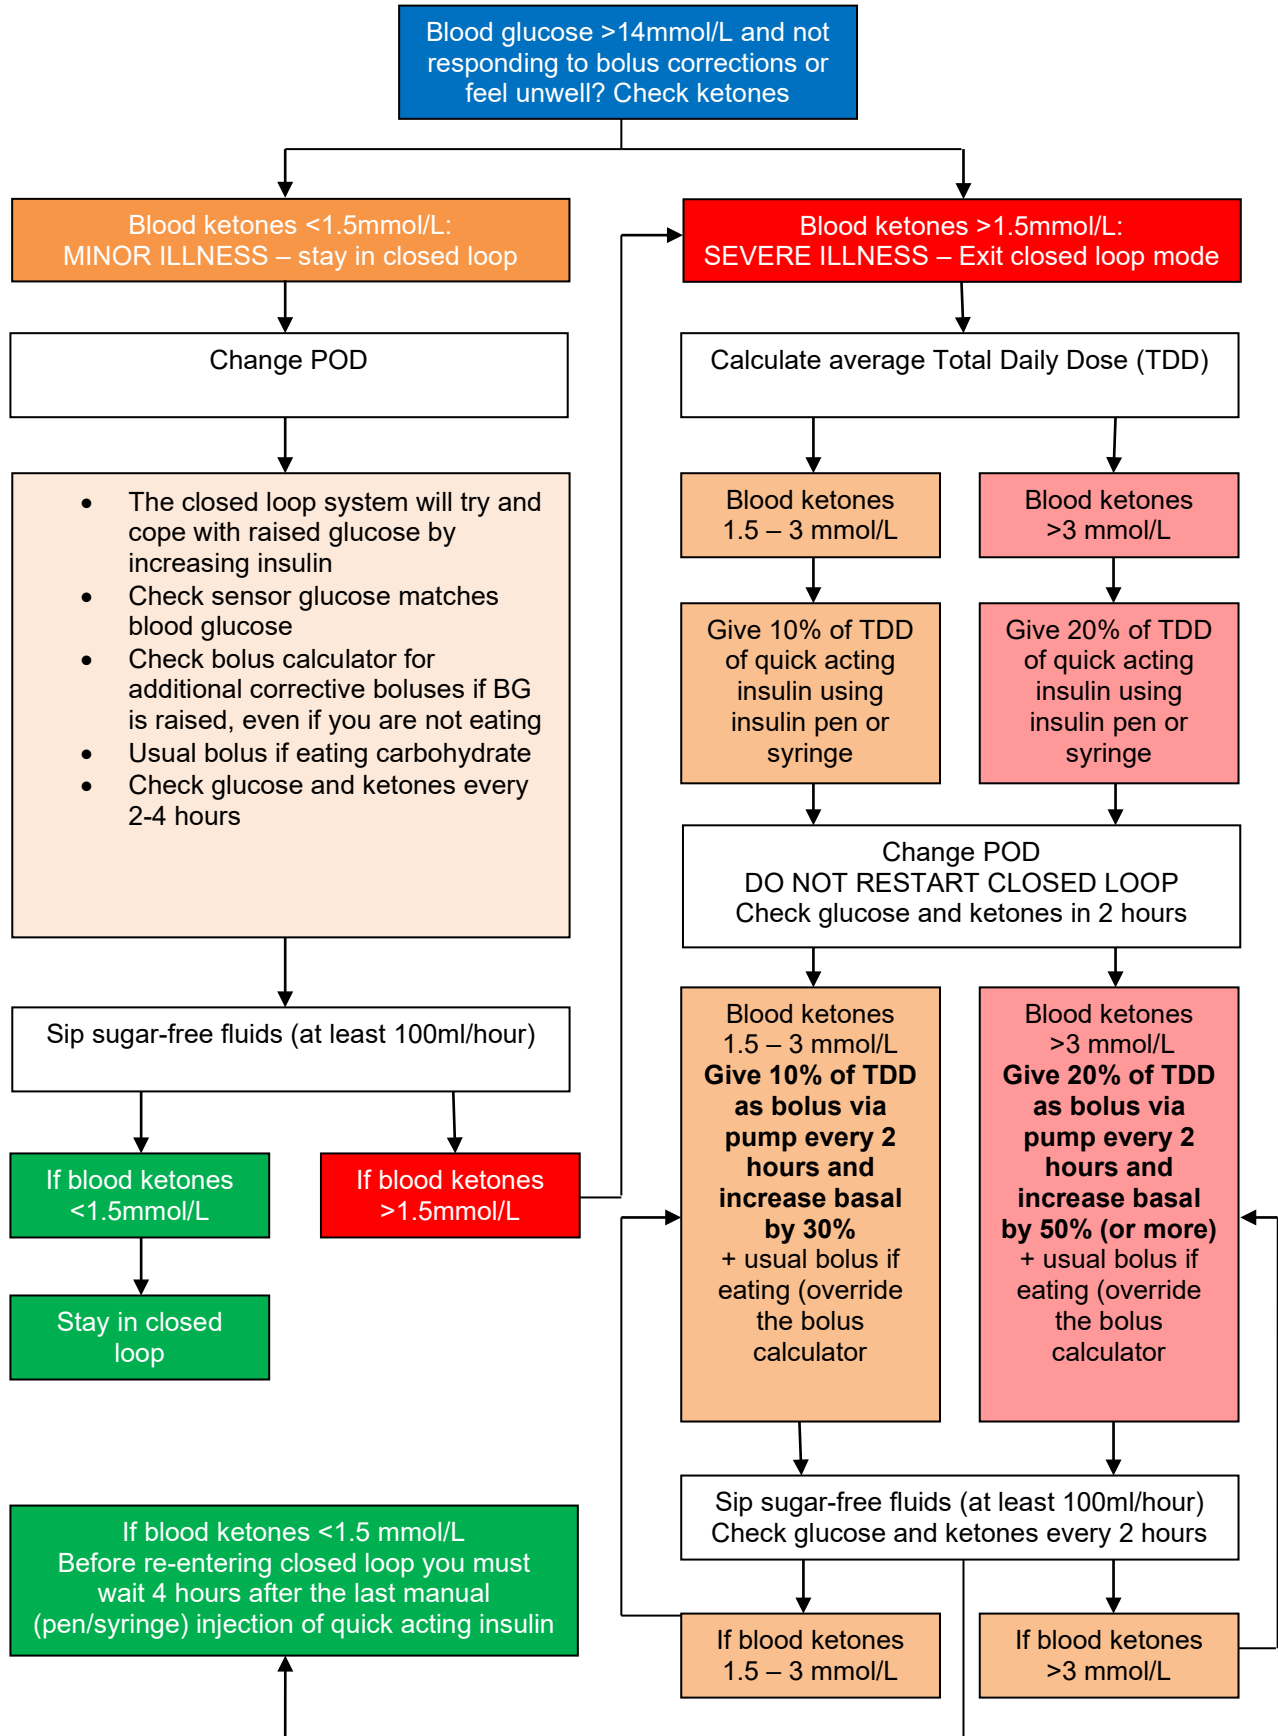 Blood glucose >14mmol/L and not
responding to bolus corrections or
feel unwell? Check ketones
Blood ketones <1.5mmol/L:
MINOR ILLNESS – stay in closed loop
Blood ketones >1.5mmol/L:
SEVERE ILLNESS – Exit closed loop mode
Change POD
Calculate average Total Daily Dose (TDD)
• The closed loop system will try and
cope with raised glucose by
increasing insulin
• Check sensor glucose matches
blood glucose
• Check bolus calculator for
additional corrective boluses if BG
is raised, even if you are not eating
• Usual bolus if eating carbohydrate
• Check glucose and ketones every
2-4 hours
Blood ketones
1.5 – 3 mmol/L
Blood ketones
>3 mmol/L
Give 10% of TDD
of quick acting
insulin using
insulin pen or
syringe
Give 20% of TDD
of quick acting
insulin using
insulin pen or
syringe
Change POD
DO NOT RESTART CLOSED LOOP
Check glucose and ketones in 2 hours
Sip sugar-free fluids (at least 100ml/hour)
If blood ketones
<1.5mmol/L
If blood ketones
>1.5mmol/L
Stay in closed
loop
Blood ketones
1.5 – 3 mmol/L
Give 10% of TDD
as bolus via
pump every 2
hours and
increase basal
by 30%
+ usual bolus if
eating (override
the bolus
calculator
Blood ketones
>3 mmol/L
Give 20% of TDD
as bolus via
pump every 2
hours and
increase basal
by 50% (or more)
+ usual bolus if
eating (override
the bolus
calculator
Sip sugar-free fluids (at least 100ml/hour)
Check glucose and ketones every 2 hours
If blood ketones <1.5 mmol/L
Before re-entering closed loop you must
wait 4 hours after the last manual
(pen/syringe) injection of quick acting insulin
If blood ketones
1.5 – 3 mmol/L
If blood ketones
>3 mmol/L